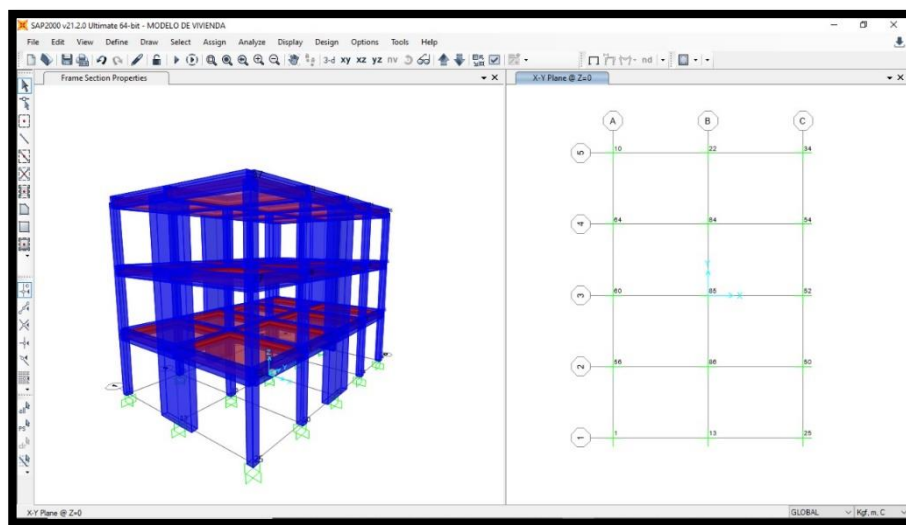 SAP2000 v21.2.0 Ultimate 64-bit - MODELO DE VIVIENDA
File Edit View Define Draw Select Assign Analyze Display Design Options Tools Help
3-d xy xz yz nv
nd
Frame Section Properties
X-Y Plane @ Z=0
A B C
5 10 22 34
4 64 84 54
3 60 85 52
2 56 86 50
1 1 13 25
X-Y Plane @ Z=0
GLOBAL Kgf, m, C